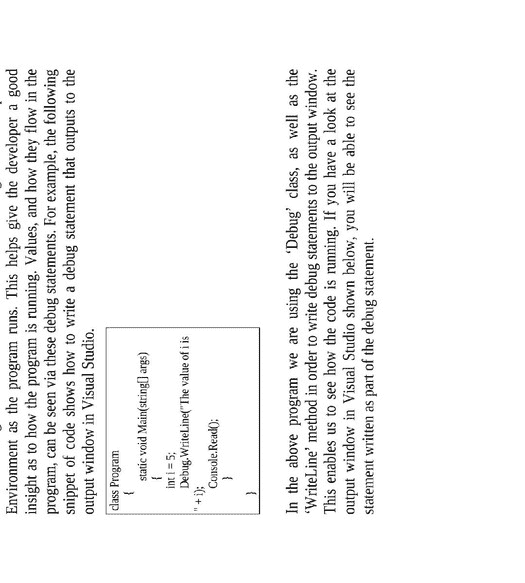 Environment as the program runs. This helps give the developer a good
insight as to how the program is running. Values, and how they flow in the
program, can be seen via these debug statements. For example, the following
snippet of code shows how to write a debug statement that outputs to the
output window in Visual Studio.
class Program
{
static void Main(string[] args)
{
int i = 5;
Debug.WriteLine("The value of i is
" + i);
Console.Read();
}
}
In the above program we are using the ‘Debug’ class, as well as the
‘WriteLine’ method in order to write debug statements to the output window.
This enables us to see how the code is running. If you have a look at the
output window in Visual Studio shown below, you will be able to see the
statement written as part of the debug statement.